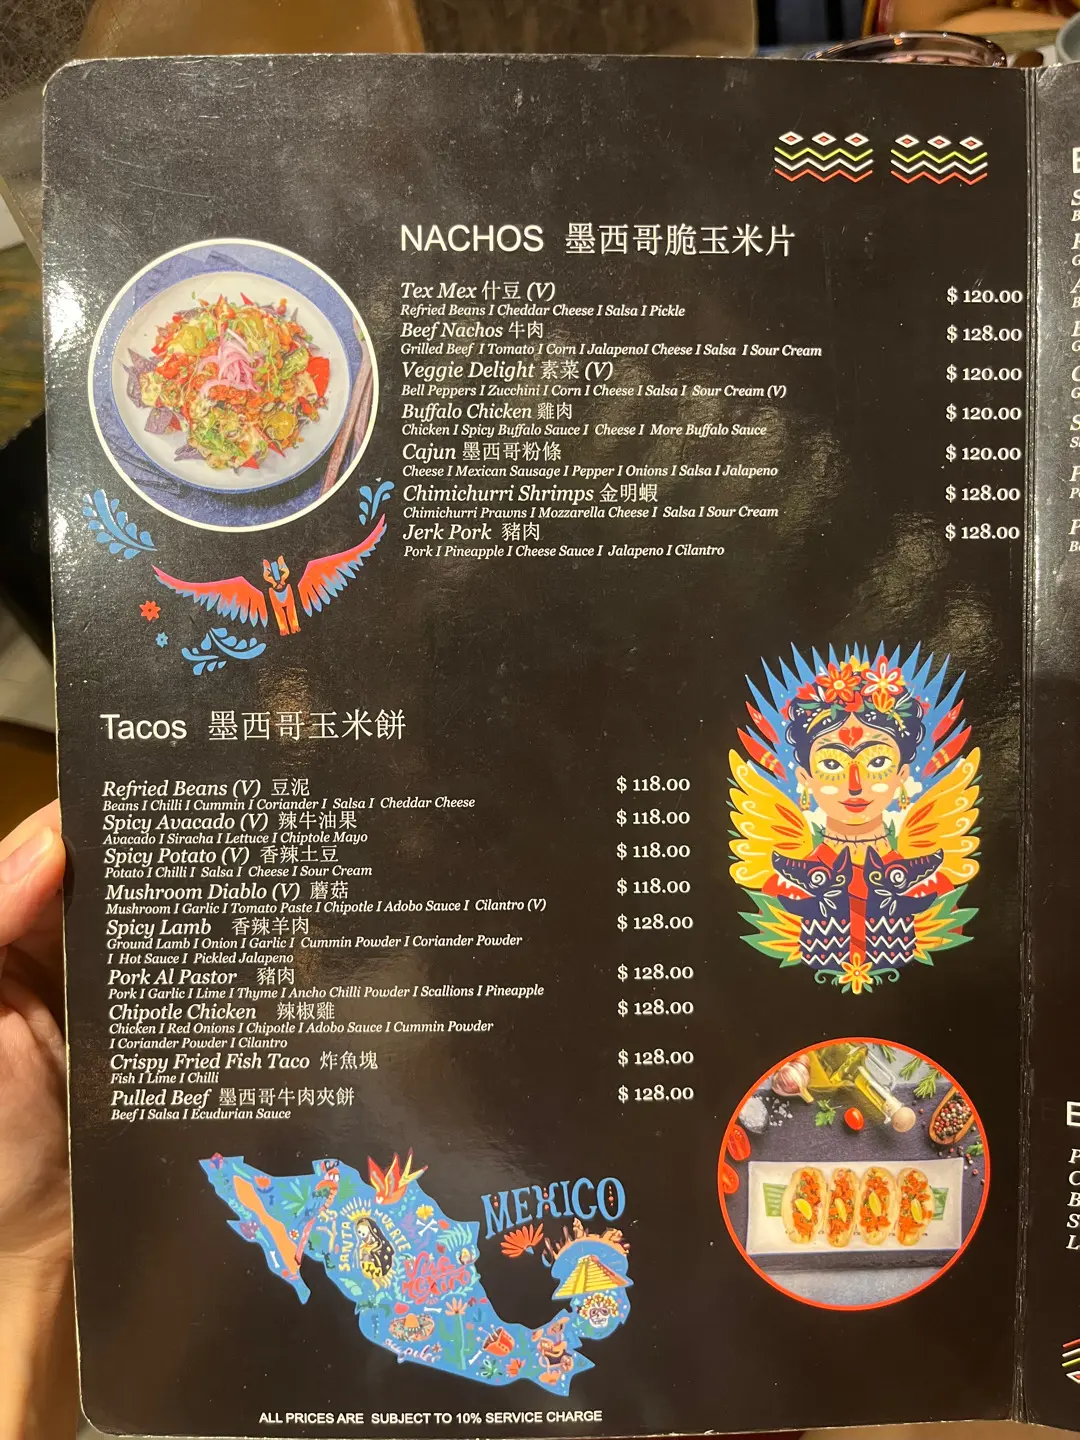 NACHOS 墨西哥脆玉米片
Tex Mex 什豆 (V) $ 120.00
Refried Beans I Cheddar Cheese I Salsa I Pickle
Beef Nachos 牛肉 $ 128.00
Grilled Beef I Tomato I Corn I JalapenoI Cheese I Salsa I Sour Cream
Veggie Delight 素菜 (V) $ 120.00
Bell Peppers I Zucchini I Corn I Cheese I Salsa I Sour Cream (V)
Buffalo Chicken 雞肉 $ 120.00
Chicken I Spicy Buffalo Sauce I Cheese I More Buffalo Sauce
Cajun 墨西哥粉條 $ 120.00
Cheese I Mexican Sausage I Pepper I Onions I Salsa I Jalapeno
Chimichurri Shrimps 金明蝦 $ 128.00
Chimichurri Prawns I Mozzarella Cheese I Salsa I Sour Cream
Jerk Pork 豬肉 $ 128.00
Pork I Pineapple I Cheese Sauce I Jalapeno I Cilantro
Tacos 墨西哥玉米餅
Refried Beans (V) 豆泥 $ 118.00
Beans I Chilli I Cummin I Coriander I Salsa I Cheddar Cheese
Spicy Avacado (V) 辣牛油果 $ 118.00
Avacado I Siracha I Lettuce I Chiptole Mayo
Spicy Potato (V) 香辣土豆 $ 118.00
Potato I Chilli I Salsa I Cheese I Sour Cream
Mushroom Diablo (V) 蘑菇 $ 118.00
Mushroom I Garlic I Tomato Paste I Chipotle I Adobo Sauce I Cilantro (V)
Spicy Lamb 香辣羊肉 $ 128.00
Ground Lamb I Onion I Garlic I Cummin Powder I Coriander Powder
I Hot Sauce I Pickled Jalapeno
Pork Al Pastor 豬肉 $ 128.00
Pork I Garlic I Lime I Thyme I Ancho Chilli Powder I Scallions I Pineapple
Chipotle Chicken 辣椒雞 $ 128.00
Chicken I Red Onions I Chipotle I Adobo Sauce I Cummin Powder
I Coriander Powder I Cilantro
Crispy Fried Fish Taco 炸魚塊 $ 128.00
Fish I Lime I Chilli
Pulled Beef 墨西哥牛肉夾餅 $ 128.00
Beef I Salsa I Ecudurian Sauce
MEXICO
SANTA MUERTE
Viva Mexico
ALL PRICES ARE SUBJECT TO 10% SERVICE CHARGE